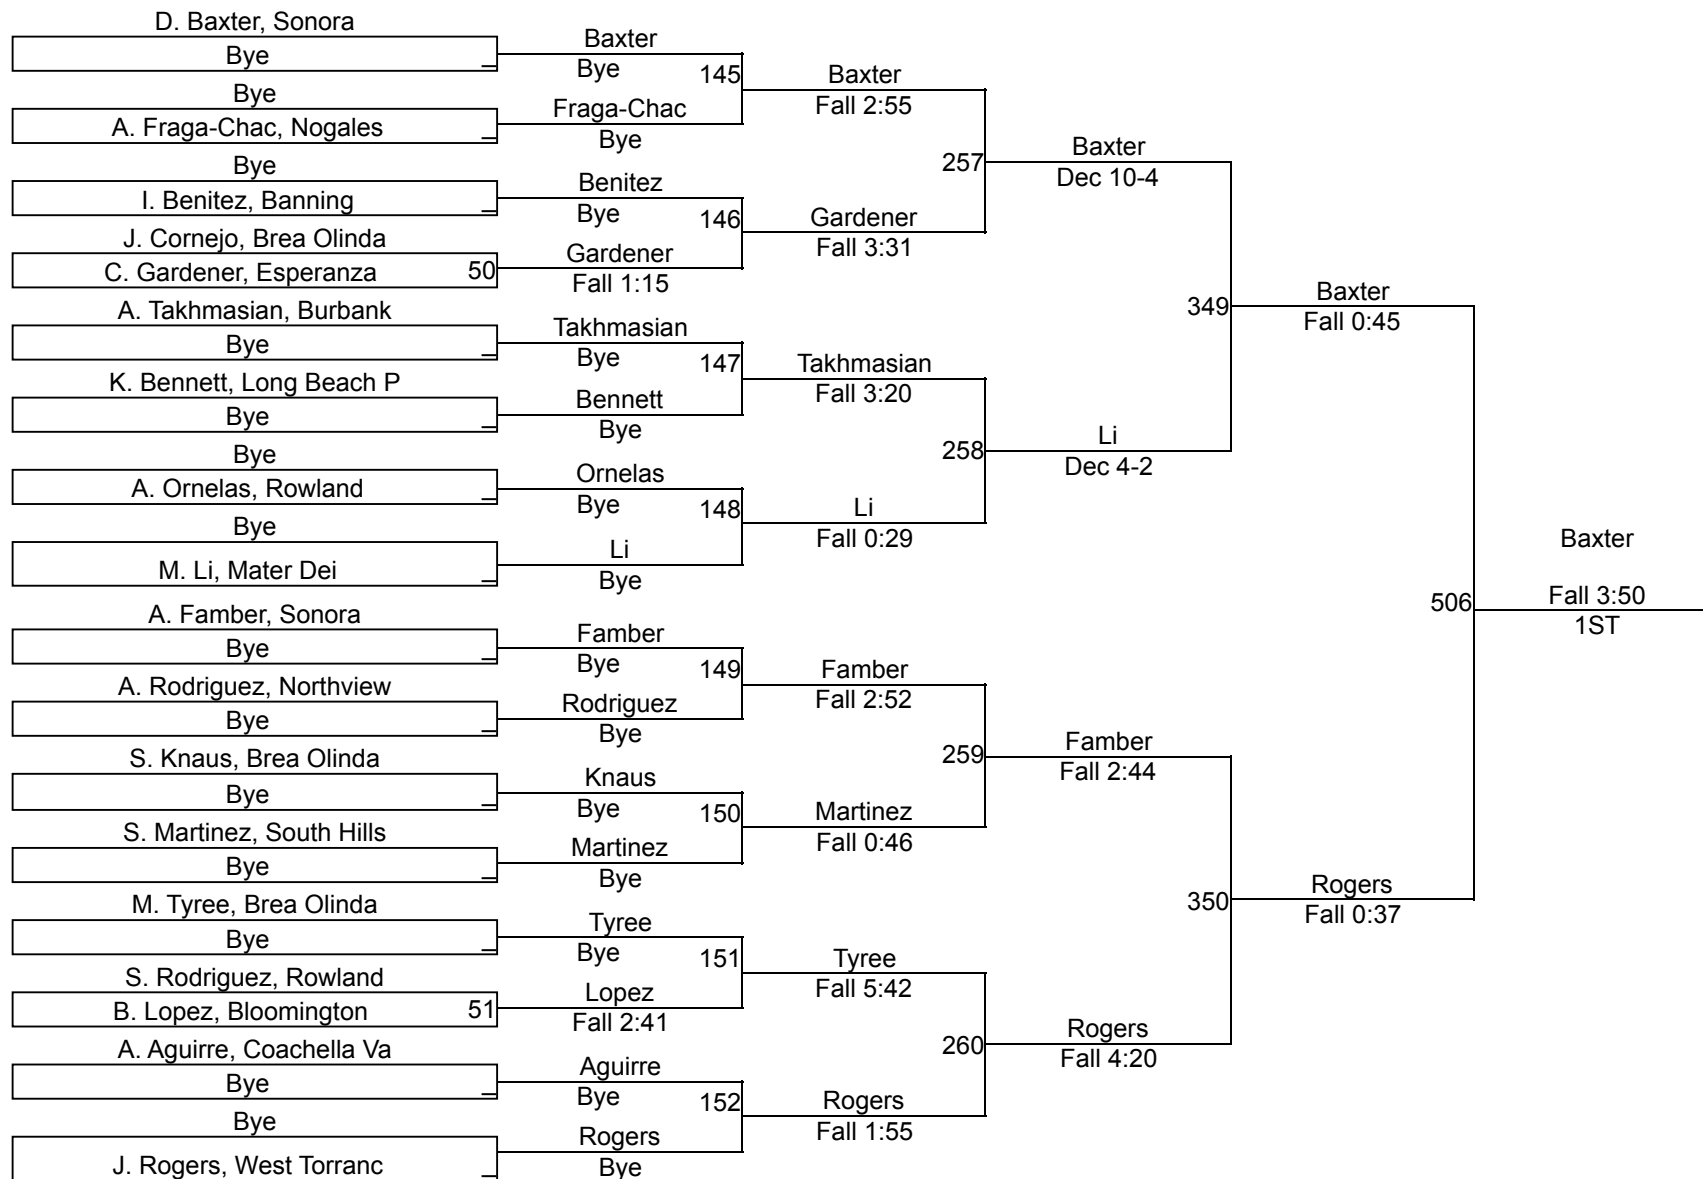 D. Baxter, Sonora
Bye
Bye
A. Fraga-Chac, Nogales
Bye
I. Benitez, Banning
J. Cornejo, Brea Olinda
C. Gardener, Esperanza 50
A. Takhmasian, Burbank
Bye
K. Bennett, Long Beach P
Bye
Bye
A. Ornelas, Rowland
Bye
M. Li, Mater Dei
A. Famber, Sonora
Bye
A. Rodriguez, Northview
Bye
S. Knaus, Brea Olinda
Bye
S. Martinez, South Hills
Bye
M. Tyree, Brea Olinda
Bye
S. Rodriguez, Rowland
B. Lopez, Bloomington 51
A. Aguirre, Coachella Va
Bye
Bye
J. Rogers, West Torranc
Baxter
Bye 145
Fraga-Chac
Bye
Benitez
Bye 146
Gardener
Fall 1:15
Takhmasian
Bye 147
Bennett
Bye
Ornelas
Bye 148
Li
Bye
Famber
Bye 149
Rodriguez
Bye
Knaus
Bye 150
Martinez
Bye
Tyree
Bye 151
Lopez
Fall 2:41
Aguirre
Bye 152
Rogers
Bye
Baxter
Fall 2:55
257
Gardener
Fall 3:31
Takhmasian
Fall 3:20
258
Li
Fall 0:29
Famber
Fall 2:52
259
Martinez
Fall 0:46
Tyree
Fall 5:42
260
Rogers
Fall 1:55
Baxter
Dec 10-4
349
Li
Dec 4-2
Famber
Fall 2:44
350
Rogers
Fall 4:20
Baxter
Fall 0:45
506
Rogers
Fall 0:37
Baxter
Fall 3:50
1ST